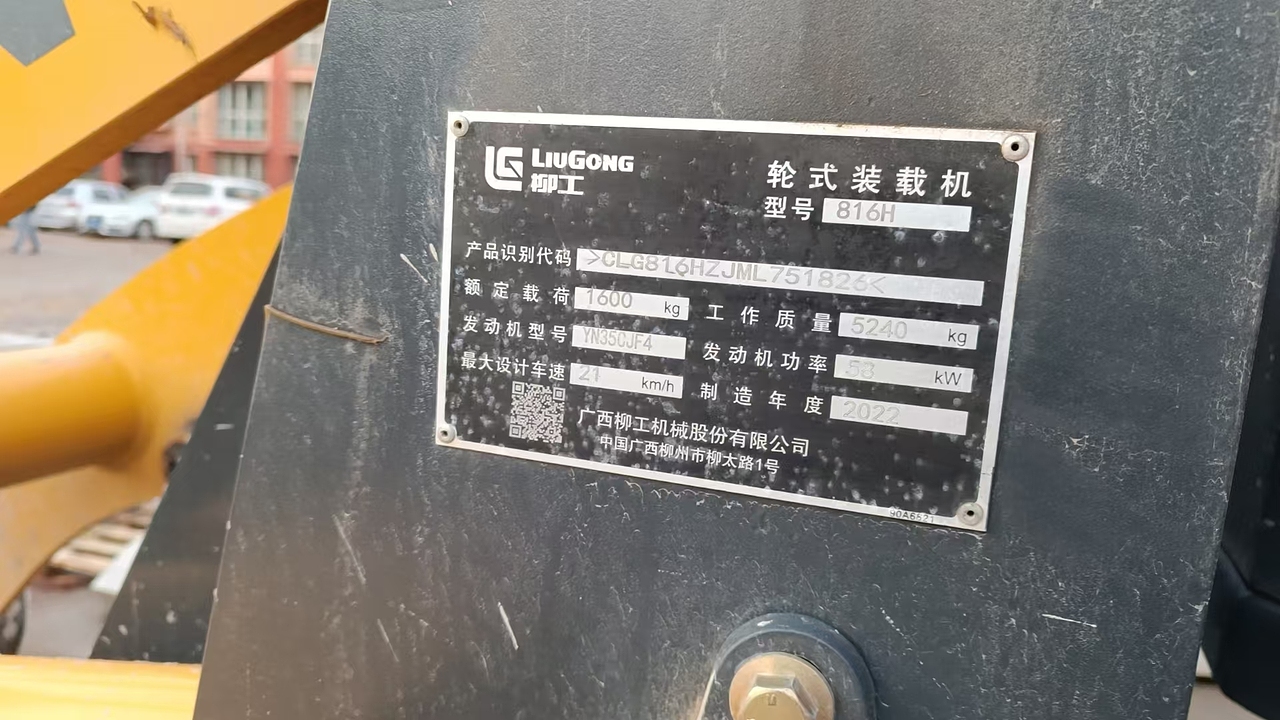 LIUGONG
柳工
轮式装载机
型号 816H
产品识别代码 >CLG816HZJML751826<
额定载荷 1600 kg 工作质量 5240 kg
发动机型号 YN35CJF4 发动机功率 58 kW
最大设计车速 21 km/h 制造年度 2022
广西柳工机械股份有限公司
中国广西柳州市柳太路1号
90A6521